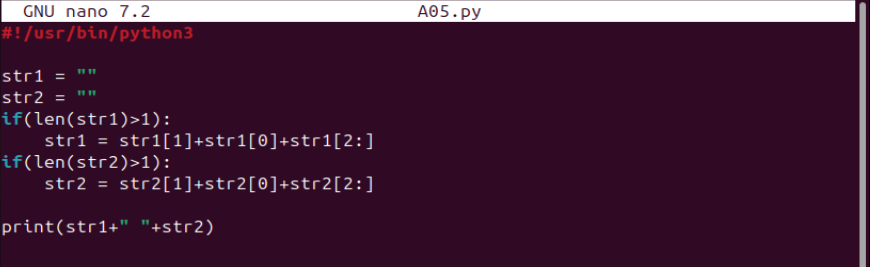 GNU nano 7.2 A05.py
#!/usr/bin/python3
str1 = ""
str2 = ""
if(len(str1)>1):
    str1 = str1[1]+str1[0]+str1[2:]
if(len(str2)>1):
    str2 = str2[1]+str2[0]+str2[2:]
print(str1+" "+str2)